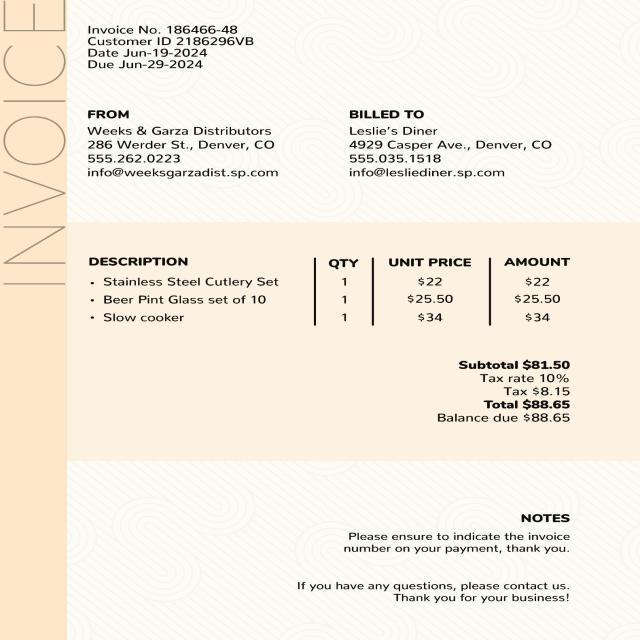 INVOICE
Invoice No. 186466-48
Customer ID 2186296VB
Date Jun-19-2024
Due Jun-29-2024
FROM
Weeks & Garza Distributors
286 Werder St., Denver, CO
555.262.0223
info@weeksgarzadist.sp.com
BILLED TO
Leslie's Diner
4929 Casper Ave., Denver, CO
555.035.1518
info@lesliediner.sp.com
DESCRIPTION QTY UNIT PRICE AMOUNT
• Stainless Steel Cutlery Set 1 $22 $22
• Beer Pint Glass set of 10 1 $25.50 $25.50
• Slow cooker 1 $34 $34
Subtotal $81.50
Tax rate 10%
Tax $8.15
Total $88.65
Balance due $88.65
NOTES
Please ensure to indicate the invoice
number on your payment, thank you.
If you have any questions, please contact us.
Thank you for your business!